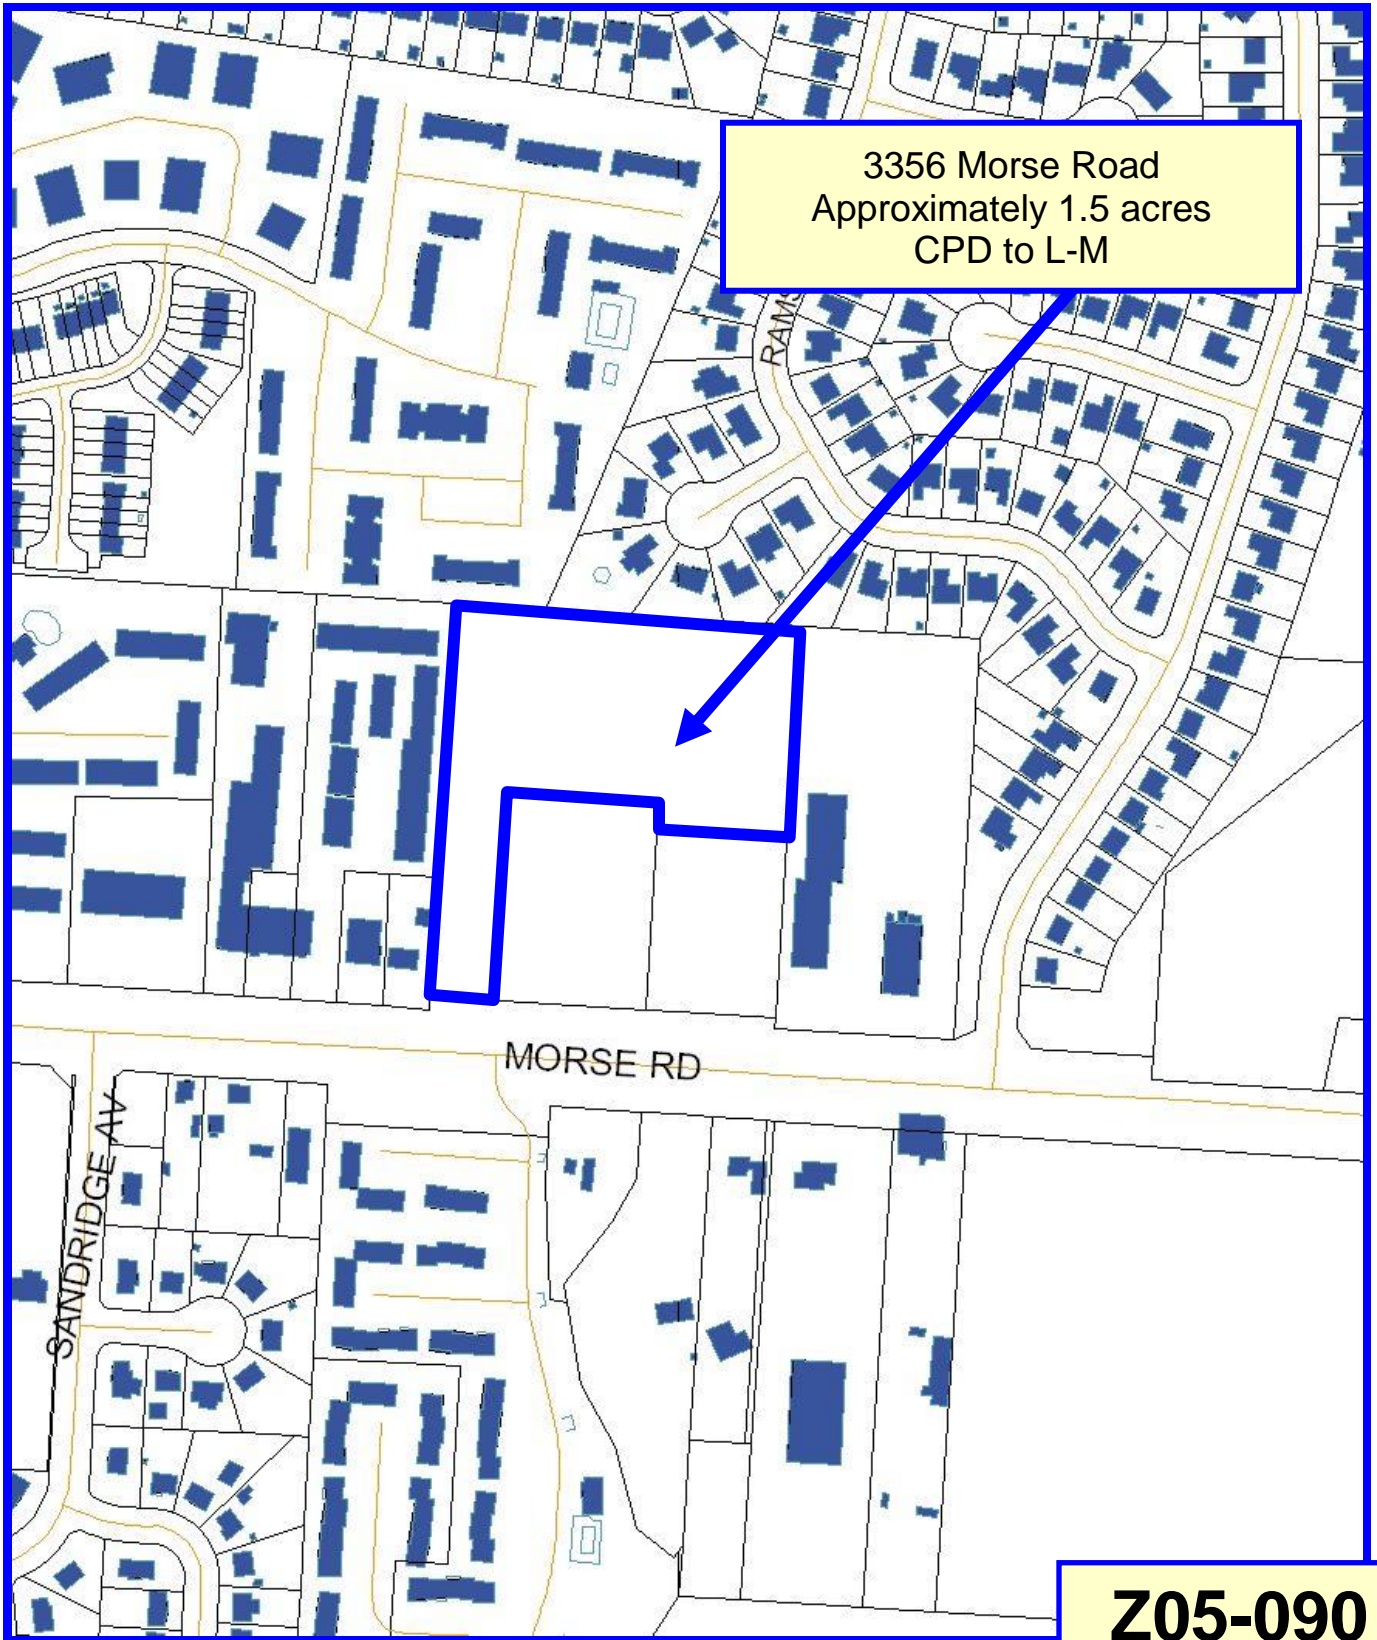 3356 Morse Road
Approximately 1.5 acres
CPD to L-M
MORSE RD
SANDRIDGE AV
Z05-090